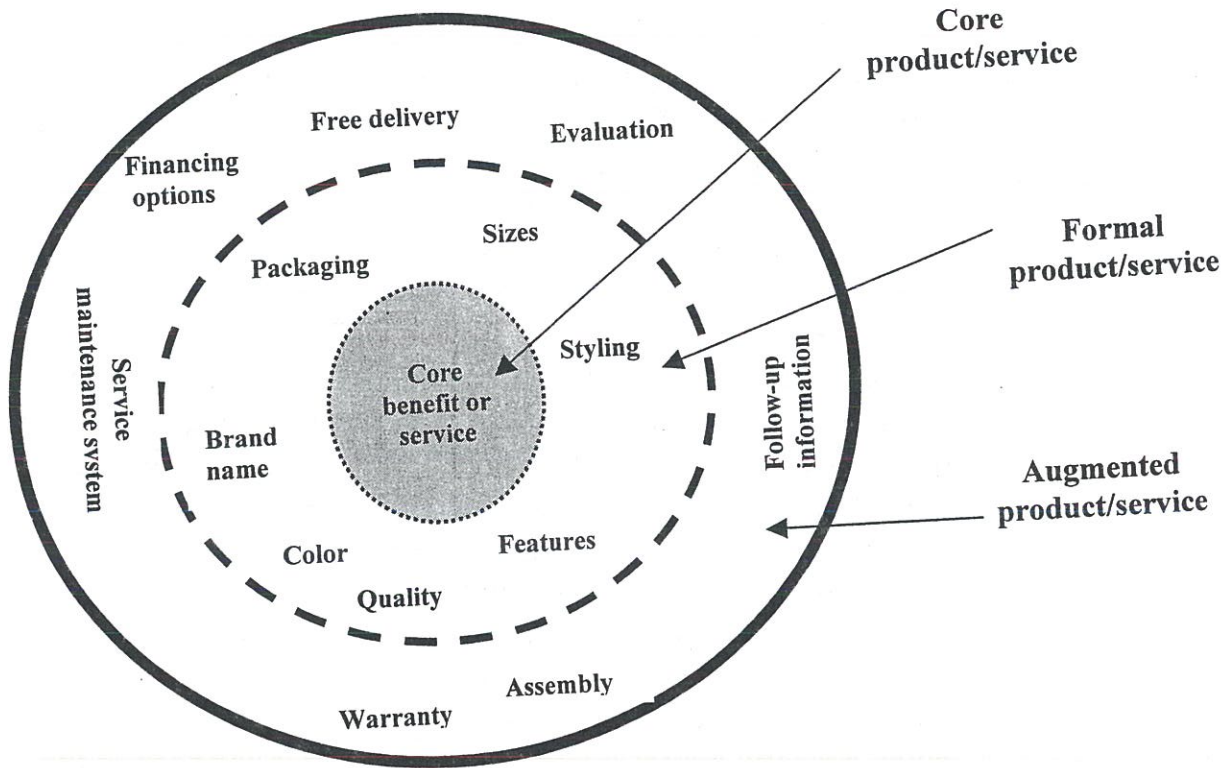 Core
product/service
Free delivery
Evaluation
Financing
options
Sizes
Packaging
Formal
product/service
Styling
Core
benefit or
service
Service
maintenance system
Brand
name
Follow-up
information
Augmented
product/service
Color
Features
Quality
Assembly
Warranty